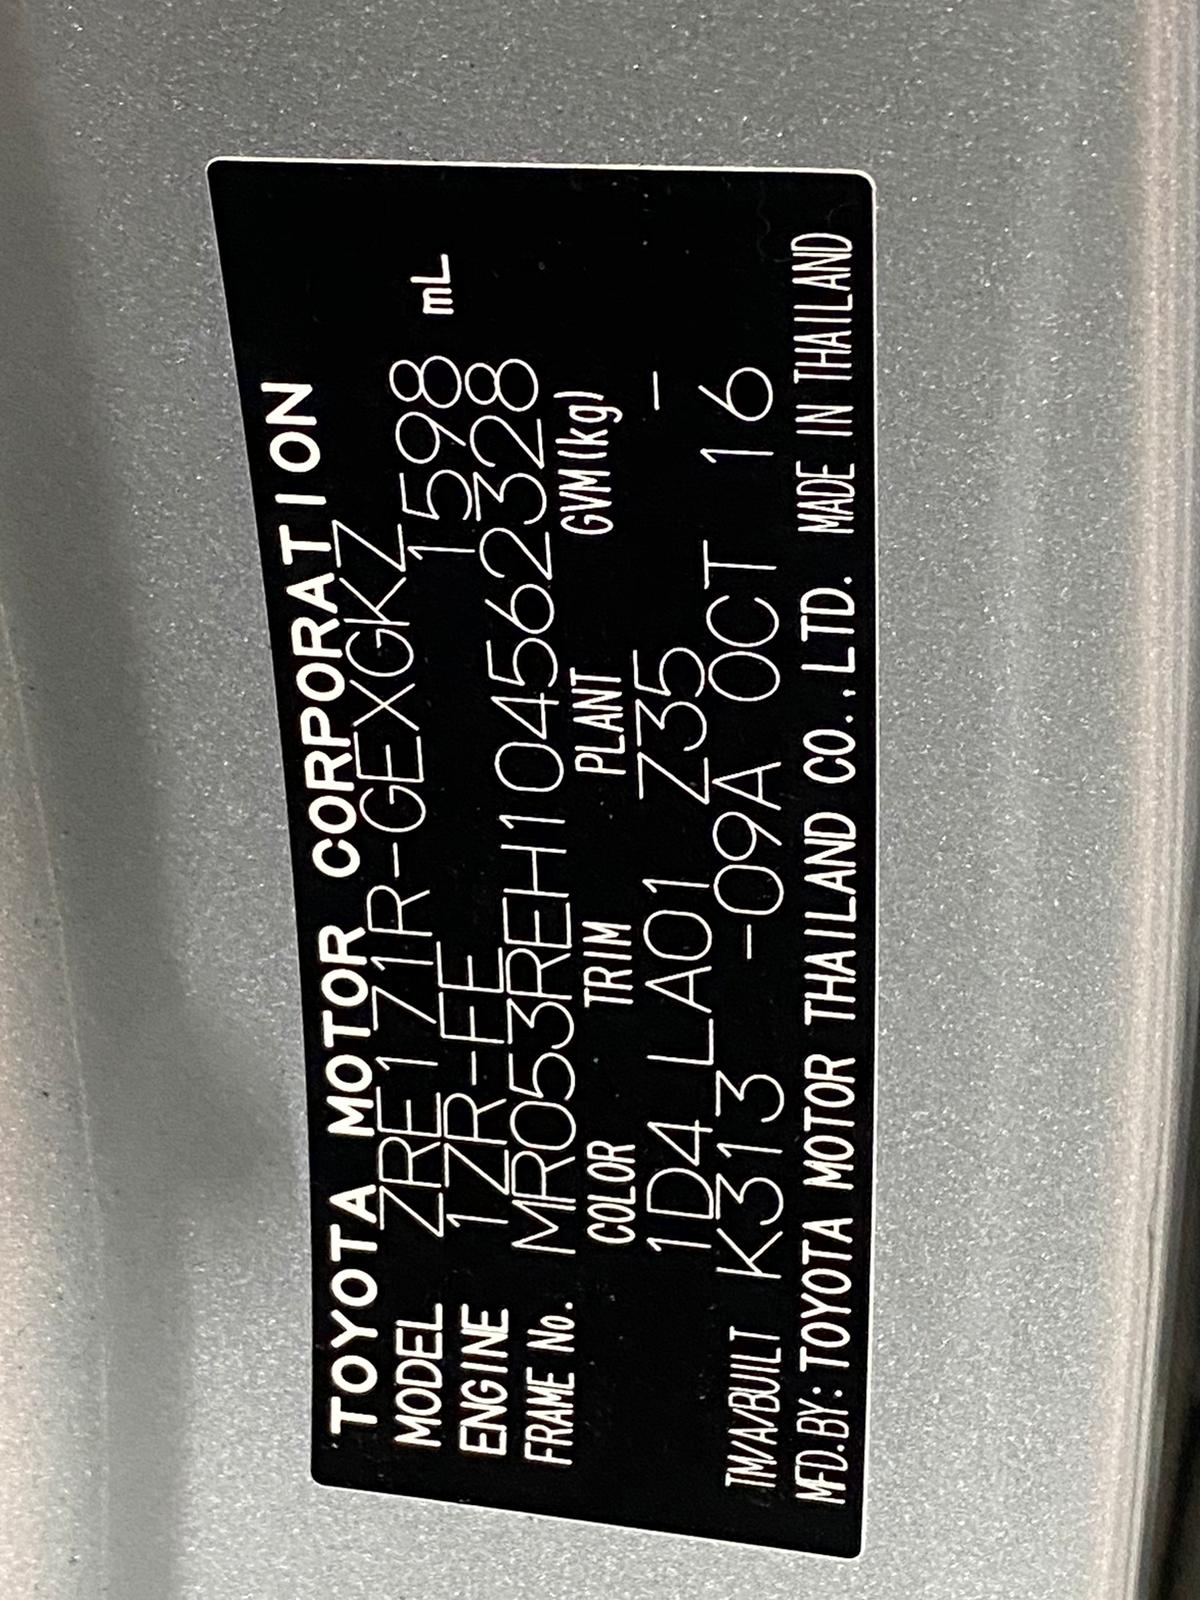 TOYOTA MOTOR CORPORATION
MODEL ZRE171R-GEXGKZ
ENGINE 1ZR-FE 1598 mL
FRAME No. MR053REH104562328
COLOR TRIM PLANT GVM(kg)
1D4 LA01 Z35 -
TM/A/BUILT K313 -09A OCT 16
MFD.BY: TOYOTA MOTOR THAILAND CO.,LTD. MADE IN THAILAND